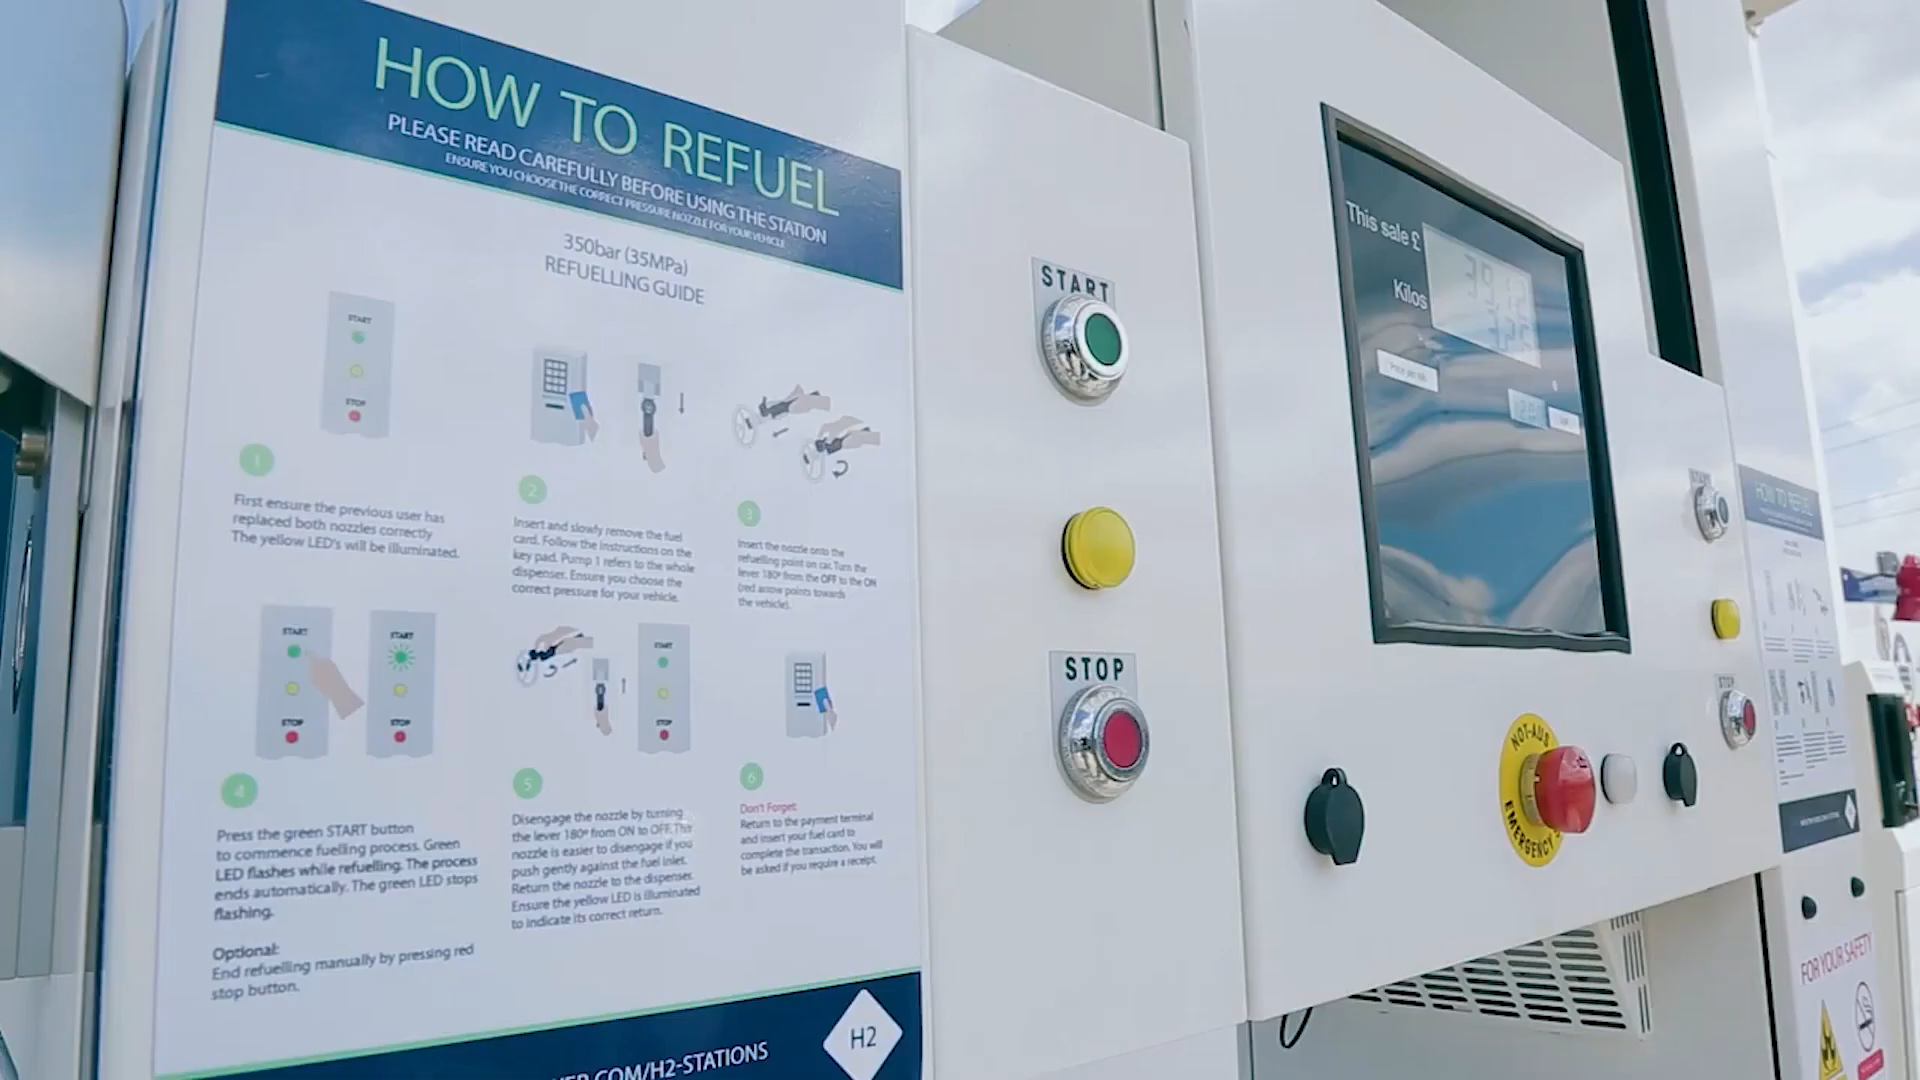 HOW TO REFUEL
PLEASE READ CAREFULLY BEFORE USING THE STATION
ENSURE YOU CHOOSE THE CORRECT PRESSURE NOZZLE FOR YOUR VEHICLE
350bar (35MPa)
REFUELLING GUIDE
START
STOP
1
First ensure the previous user has
replaced both nozzles correctly
The yellow LED's will be illuminated.
2
Insert and slowly remove the fuel
card. Follow the instructions on the
key pad. Pump 1 refers to the whole
dispenser. Ensure you choose the
correct pressure for your vehicle.
3
Insert the nozzle onto the
refuelling point on car. Turn the
lever 180º from the OFF to the ON
(red arrow points towards
the vehicle).
START
STOP
START
STOP
4
Press the green START button
to commence fuelling process. Green
LED flashes while refuelling. The process
ends automatically. The green LED stops
flashing.
Optional:
End refuelling manually by pressing red
stop button.
START
STOP
5
Disengage the nozzle by turning
the lever 180º from ON to OFF. This
nozzle is easier to disengage if you
push gently against the fuel inlet.
Return the nozzle to the dispenser.
Ensure the yellow LED is illuminated
to indicate its correct return.
6
Don't Forget:
Return to the payment terminal
and insert your fuel card to
complete the transaction. You will
be asked if you require a receipt.
.COM/H2-STATIONS
H2
START
STOP
This sale £
Kilos
Price per kilo
START
STOP
NOT-AUS
EMERGENCY
HOW TO REFUEL
FOR YOUR SAFETY